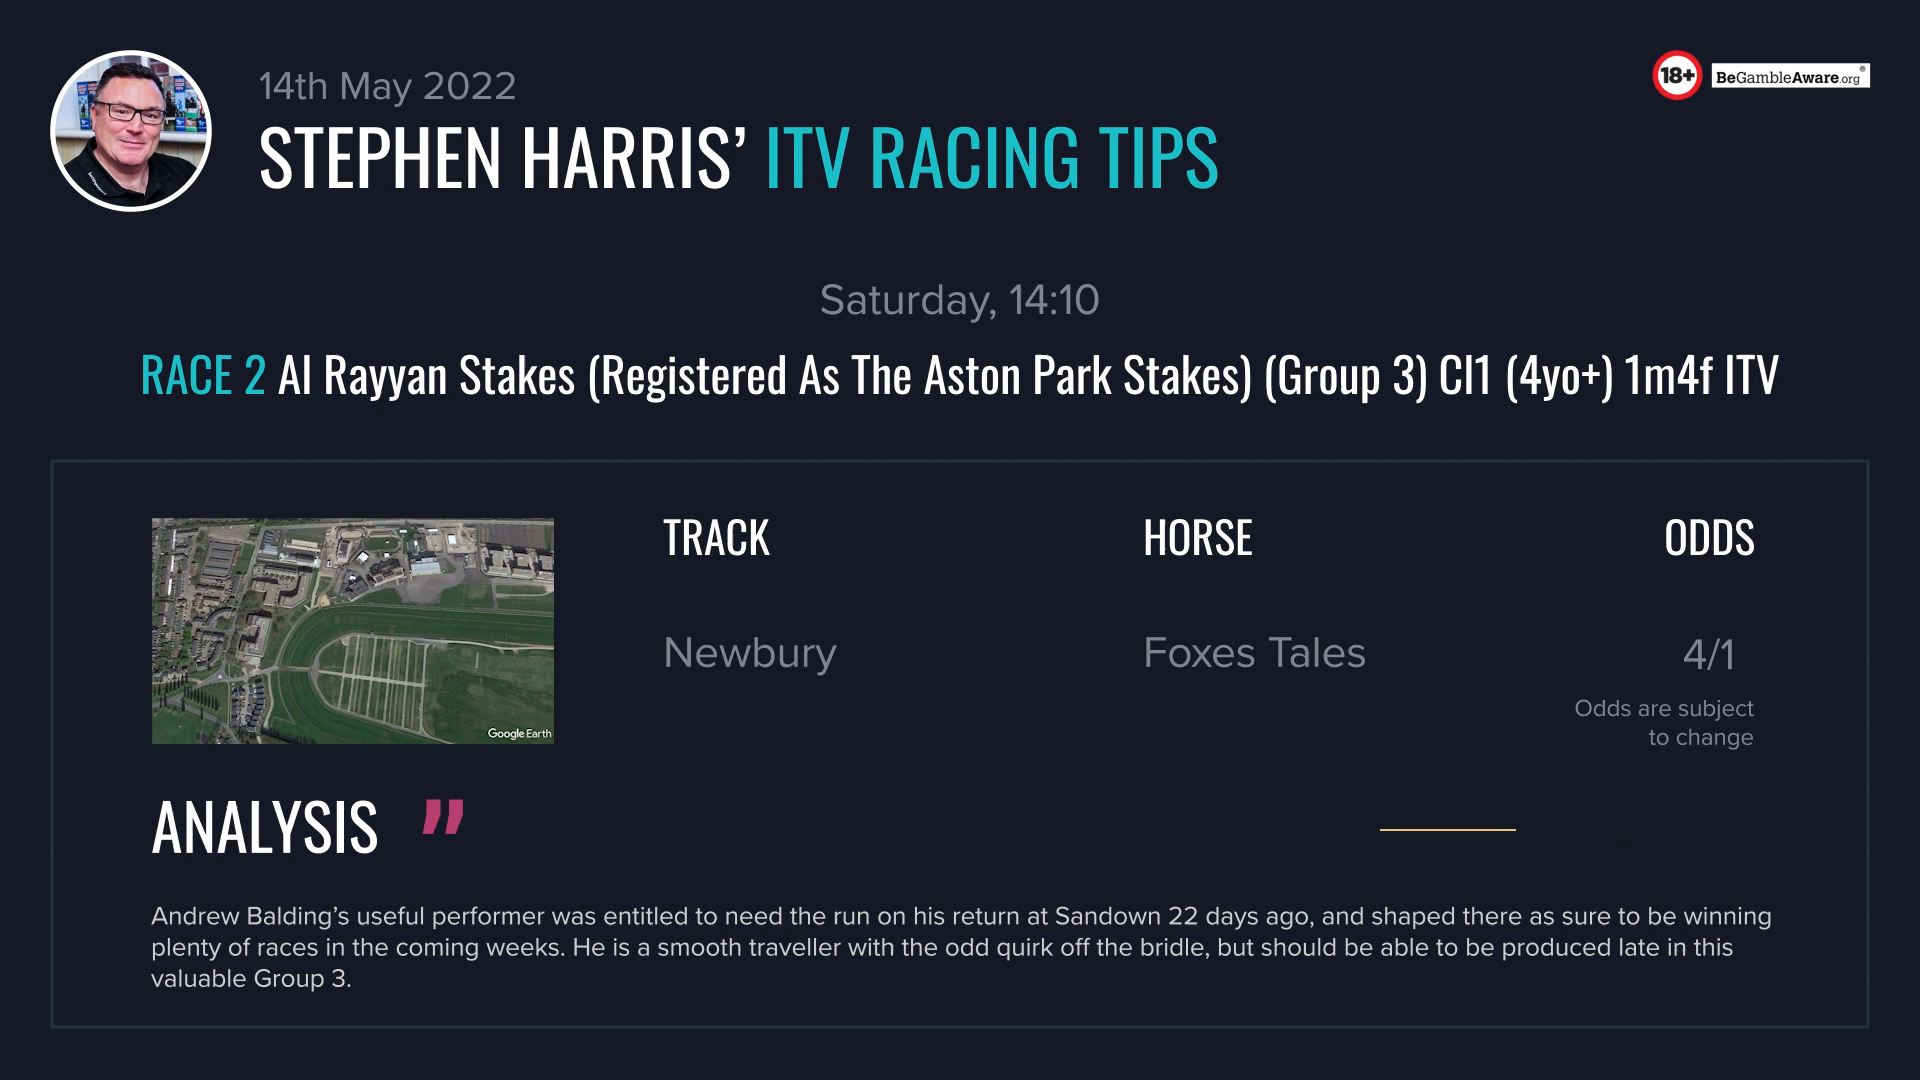 14th May 2022
STEPHEN HARRIS’ ITV RACING TIPS
18+ BeGambleAware.org®
Saturday, 14:10
RACE 2 Al Rayyan Stakes (Registered As The Aston Park Stakes) (Group 3) Cl1 (4yo+) 1m4f ITV
TRACK HORSE ODDS
Newbury Foxes Tales 4/1
Odds are subject
to change
Google Earth
ANALYSIS ”
Andrew Balding’s useful performer was entitled to need the run on his return at Sandown 22 days ago, and shaped there as sure to be winning
plenty of races in the coming weeks. He is a smooth traveller with the odd quirk off the bridle, but should be able to be produced late in this
valuable Group 3.